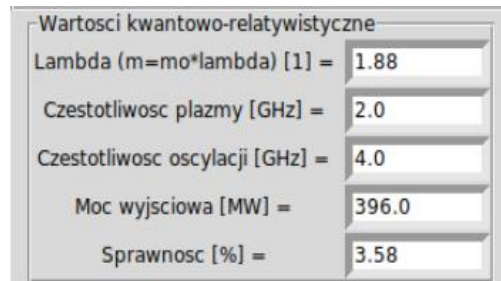 Wartosci kwantowo-relatywistyczne
Lambda (m=mo*lambda) [1] = 1.88
Czestotliwosc plazmy [GHz] = 2.0
Czestotliwosc oscylacji [GHz] = 4.0
Moc wyjsciowa [MW] = 396.0
Sprawnosc [%] = 3.58